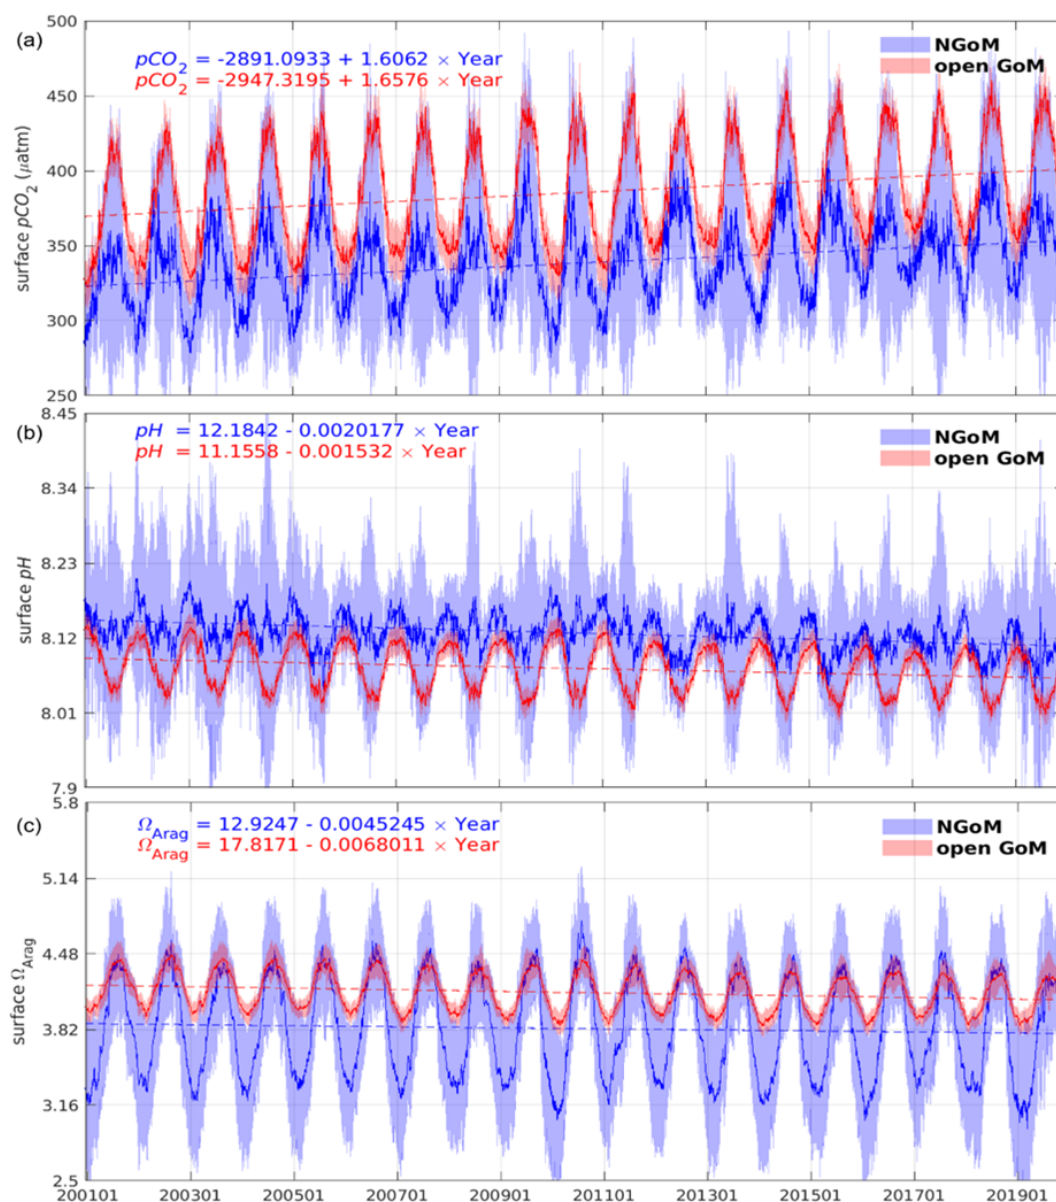 (a)
500
450
400
350
300
250
surface pCO2 (μatm)
pCO2 = -2891.0933 + 1.6062 × Year
pCO2 = -2947.3195 + 1.6576 × Year
NGoM
open GoM
(b)
8.45
8.34
8.23
8.12
8.01
7.9
surface pH
pH = 12.1842 - 0.0020177 × Year
pH = 11.1558 - 0.001532 × Year
NGoM
open GoM
(c)
5.8
5.14
4.48
3.82
3.16
2.5
surface ΩArag
ΩArag = 12.9247 - 0.0045245 × Year
ΩArag = 17.8171 - 0.0068011 × Year
NGoM
open GoM
200101 200301 200501 200701 200901 201101 201301 201501 201701 201901